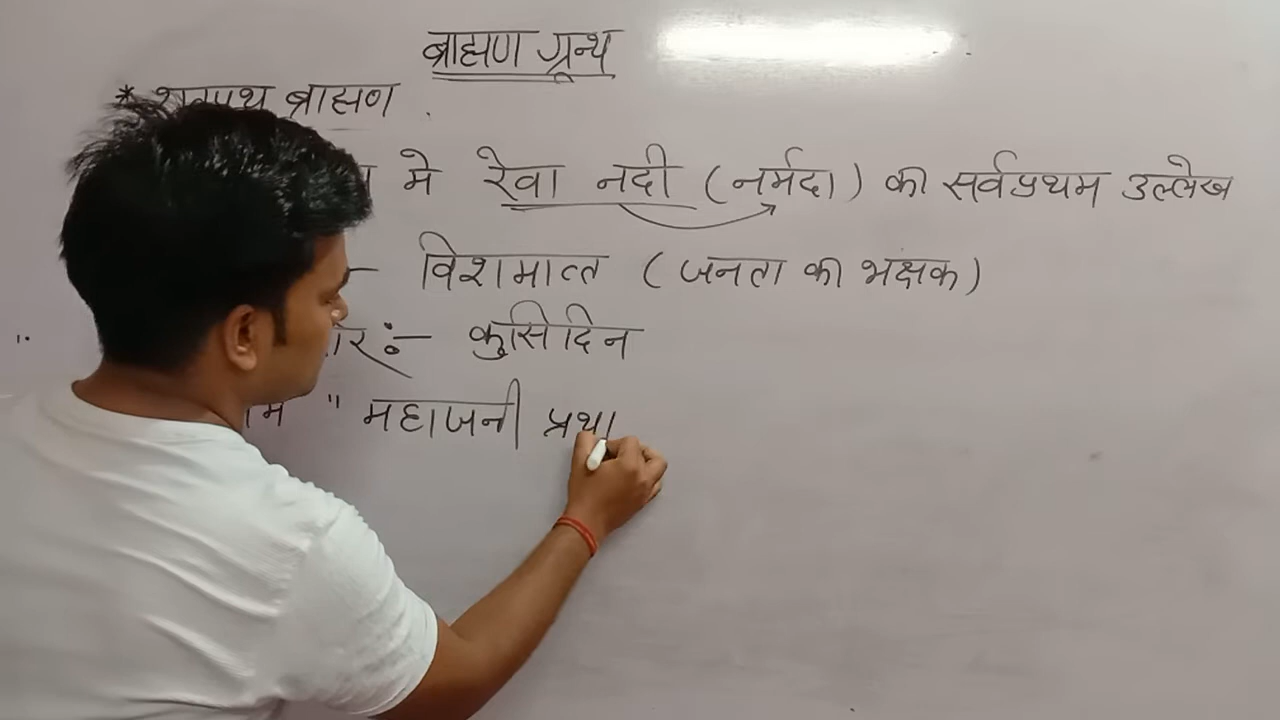 ब्राह्मण ग्रन्थ
* शतपथ ब्राह्मण .
मे रेवा नदी (नर्मदा) का सर्वप्रथम उल्लेख
— विशमात्त (जनता का भक्षक)
:— कुसिदिन
" महाजनी प्रथा